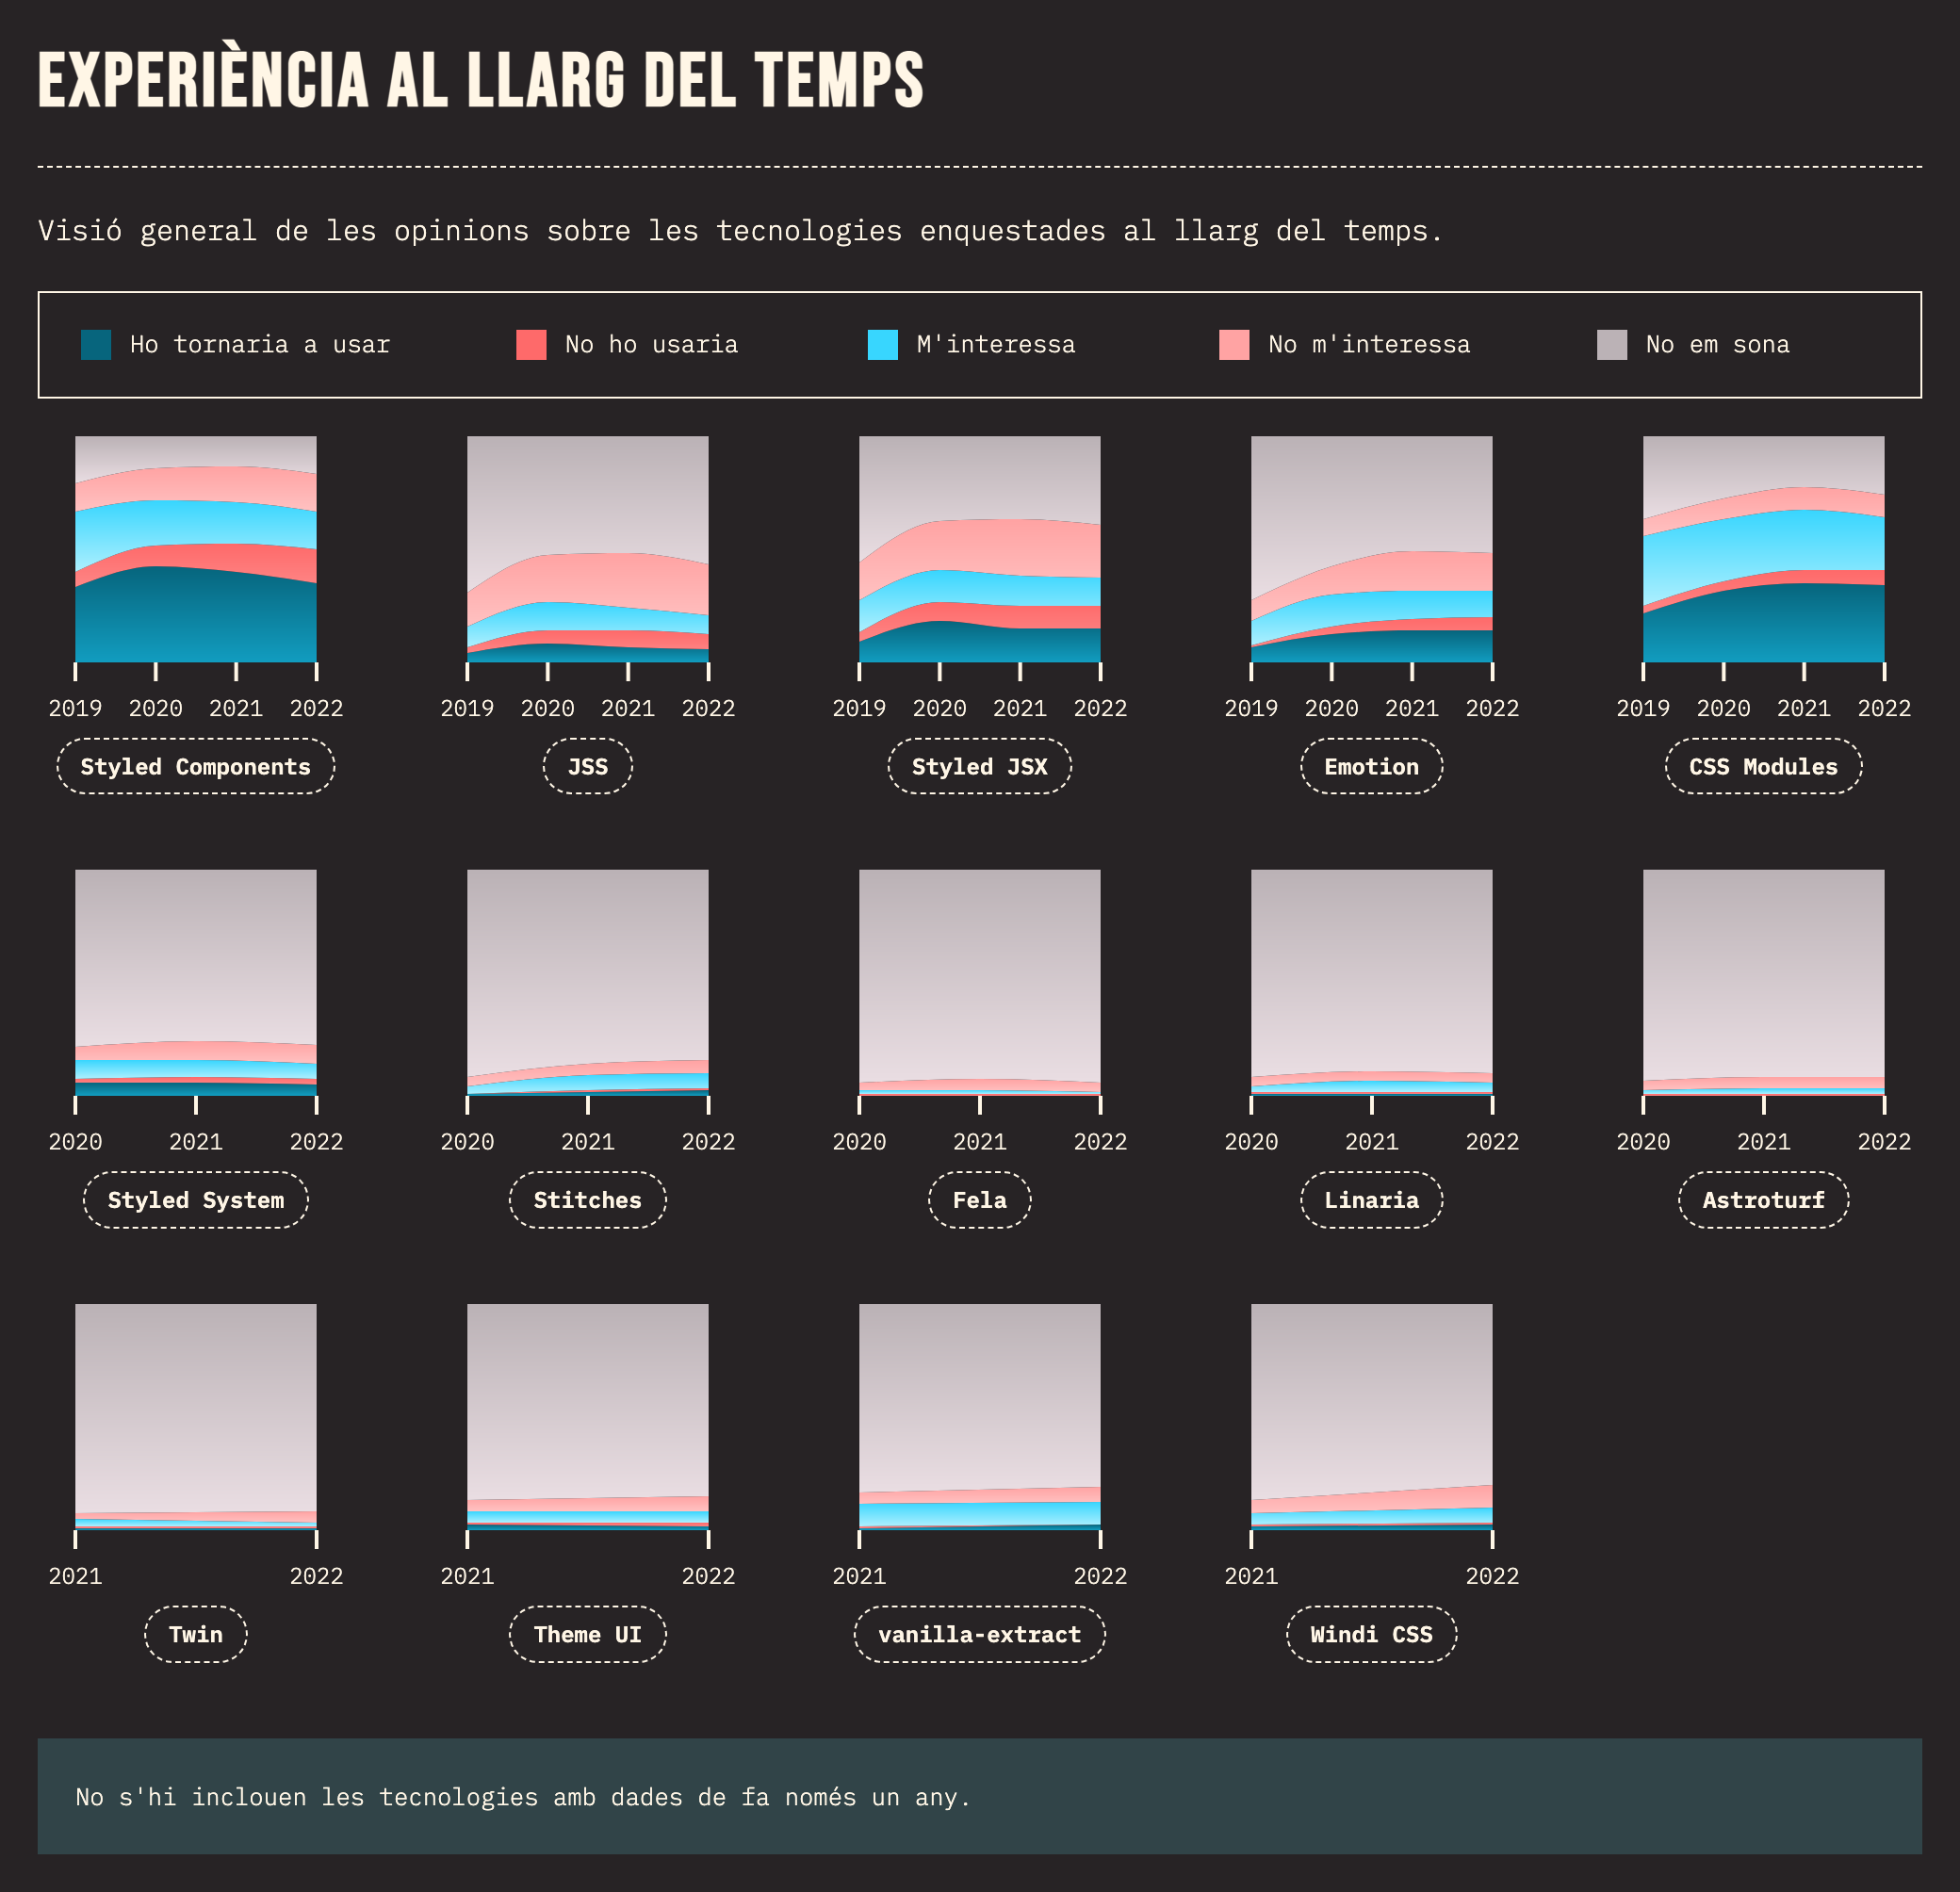 EXPERIÈNCIA AL LLARG DEL TEMPS
Visió general de les opinions sobre les tecnologies enquestades al llarg del temps.
Ho tornaria a usar No ho usaria M'interessa No m'interessa No em sona
2019 2020 2021 2022 2019 2020 2021 2022 2019 2020 2021 2022 2019 2020 2021 2022 2019 2020 2021 2022
Styled Components JSS Styled JSX Emotion CSS Modules
2020 2021 2022 2020 2021 2022 2020 2021 2022 2020 2021 2022 2020 2021 2022
Styled System Stitches Fela Linaria Astroturf
2021 2022 2021 2022 2021 2022 2021 2022
Twin Theme UI vanilla-extract Windi CSS
No s'hi inclouen les tecnologies amb dades de fa només un any.